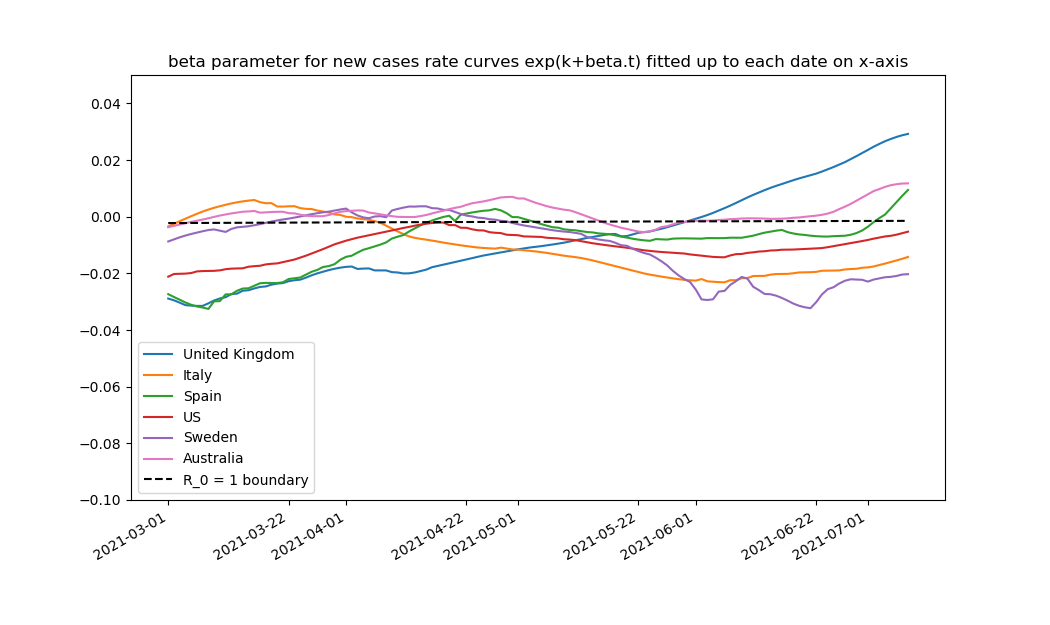 beta parameter for new cases rate curves exp(k+beta.t) fitted up to each date on x-axis
0.04
0.02
0.00
−0.02
−0.04
−0.06
−0.08
−0.10
United Kingdom
Italy
Spain
US
Sweden
Australia
R_0 = 1 boundary
2021-03-01
2021-03-22
2021-04-01
2021-04-22
2021-05-01
2021-05-22
2021-06-01
2021-06-22
2021-07-01